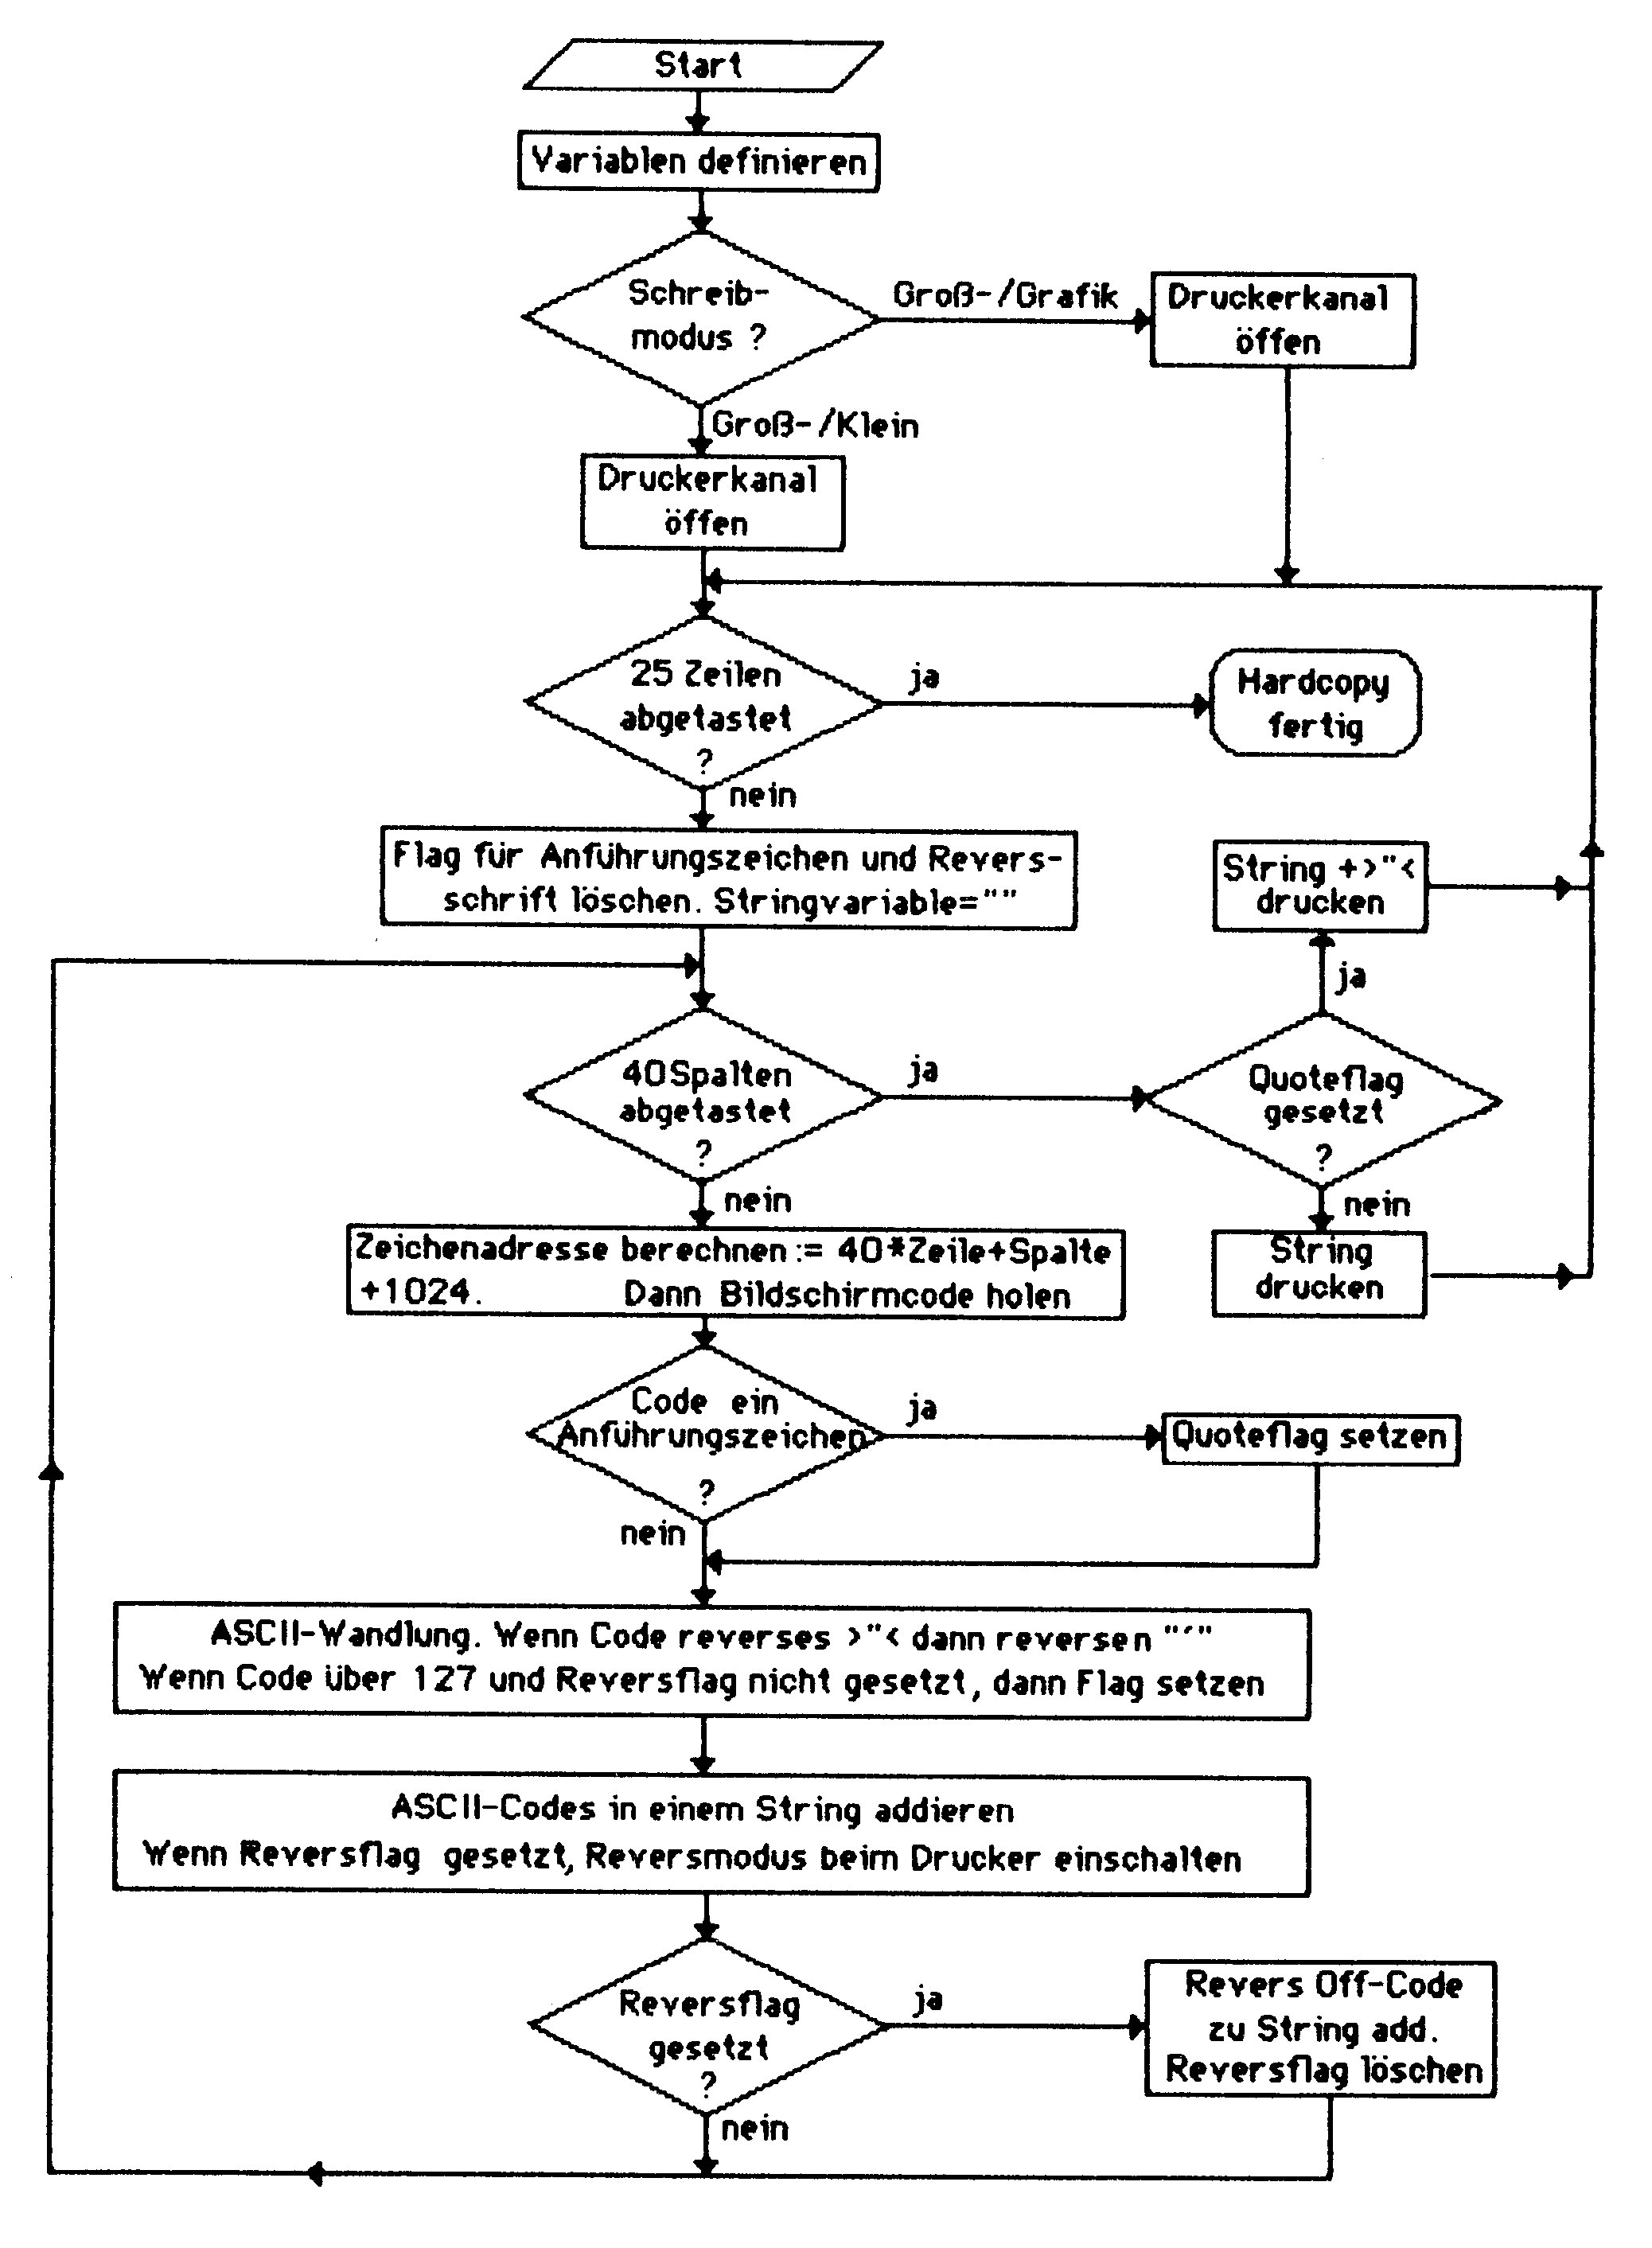 Start
Variablen definieren
Schreib-
modus ?
Groß-/Grafik
Druckerkanal
öffen
Groß-/Klein
Druckerkanal
öffen
25 Zeilen
abgetastet
?
ja
Hardcopy
fertig
nein
Flag für Anführungszeichen und Revers-
schrift löschen. Stringvariable=""
String +>"<
drucken
ja
40Spalten
abgetastet
?
ja
Quoteflag
gesetzt
?
nein
nein
Zeichenadresse berechnen := 40*Zeile+Spalte
+1024. Dann Bildschirmcode holen
String
drucken
Code ein
Anführungszeichen
?
ja
Quoteflag setzen
nein
ASCII-Wandlung. Wenn Code reverses >"< dann reversen "´"
Wenn Code über 127 und Reversflag nicht gesetzt, dann Flag setzen
ASCII-Codes in einem String addieren
Wenn Reversflag gesetzt, Reversmodus beim Drucker einschalten
Reversflag
gesetzt
?
ja
Revers Off-Code
zu String add.
Reversflag löschen
nein